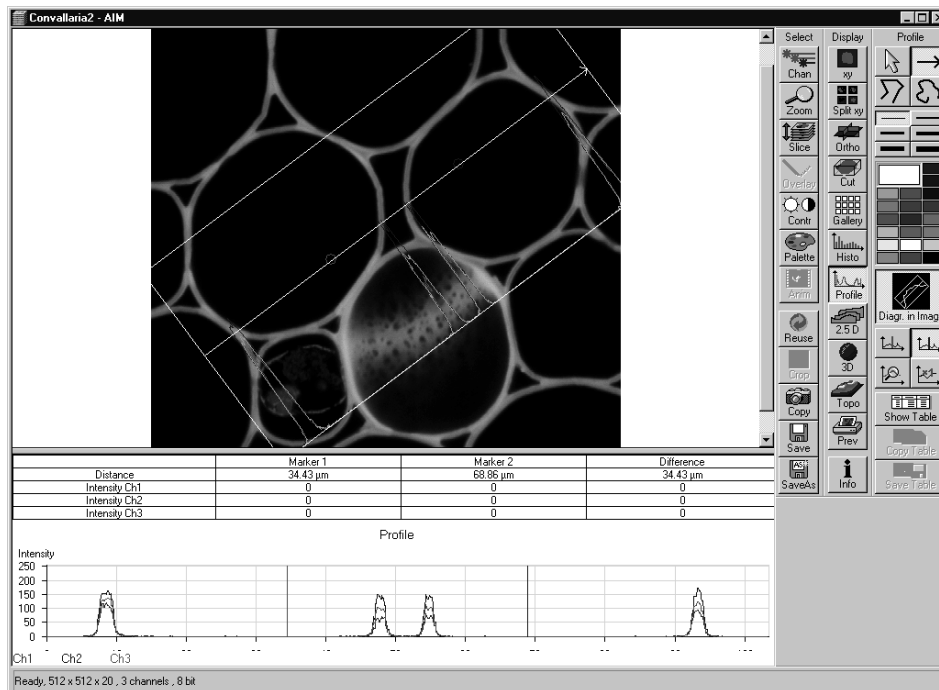 Convallaria2 - AIM
Select Display Profile
Chan xy
Zoom Split xy
Slice Ortho
Overlay Cut
Contr Gallery
Palette Histo
Anim Profile
Diagr. in Imag
Reuse 2.5 D
Crop 3D
Copy Topo
Show Table
Save Prev
Copy Table
SaveAs Info
Save Table
Marker 1 Marker 2 Difference
Distance 34.43 µm 68.86 µm 34.43 µm
Intensity Ch1 0 0 0
Intensity Ch2 0 0 0
Intensity Ch3 0 0 0
Profile
Intensity
250
200
150
100
50
0
Ch1 Ch2 Ch3
Ready, 512 x 512 x 20 , 3 channels , 8 bit